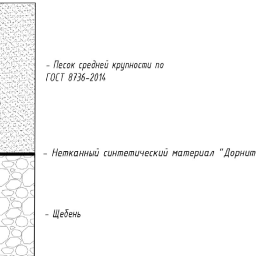 - Песок средней крупности по
ГОСТ 8736-2014
- Нетканный синтетический материал "Дорнит
- Щебень